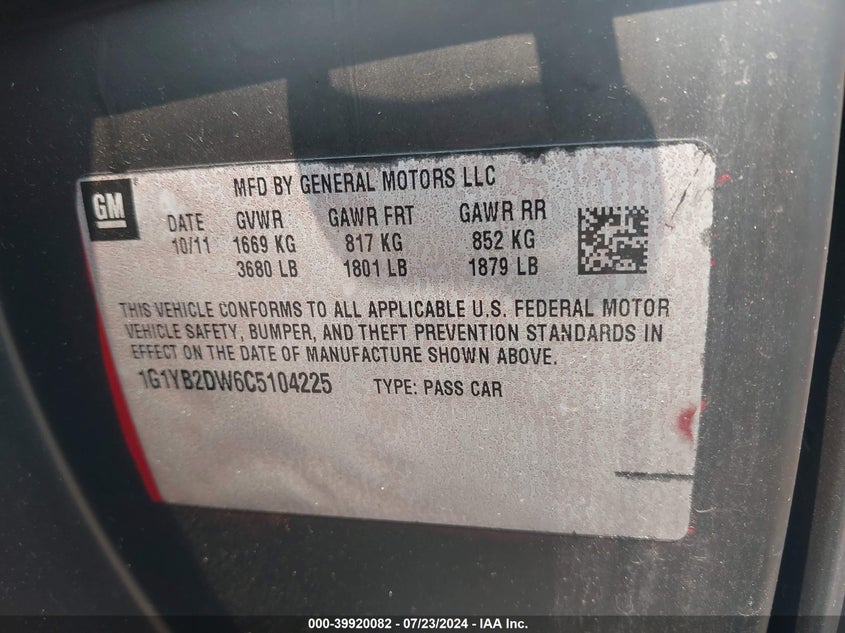 GM
MFD BY GENERAL MOTORS LLC
DATE GVWR GAWR FRT GAWR RR
10/11 1669 KG 817 KG 852 KG
3680 LB 1801 LB 1879 LB
THIS VEHICLE CONFORMS TO ALL APPLICABLE U.S. FEDERAL MOTOR
VEHICLE SAFETY, BUMPER, AND THEFT PREVENTION STANDARDS IN
EFFECT ON THE DATE OF MANUFACTURE SHOWN ABOVE.
1G1YB2DW6C5104225 TYPE: PASS CAR
000-39920082 - 07/23/2024 - IAA Inc.